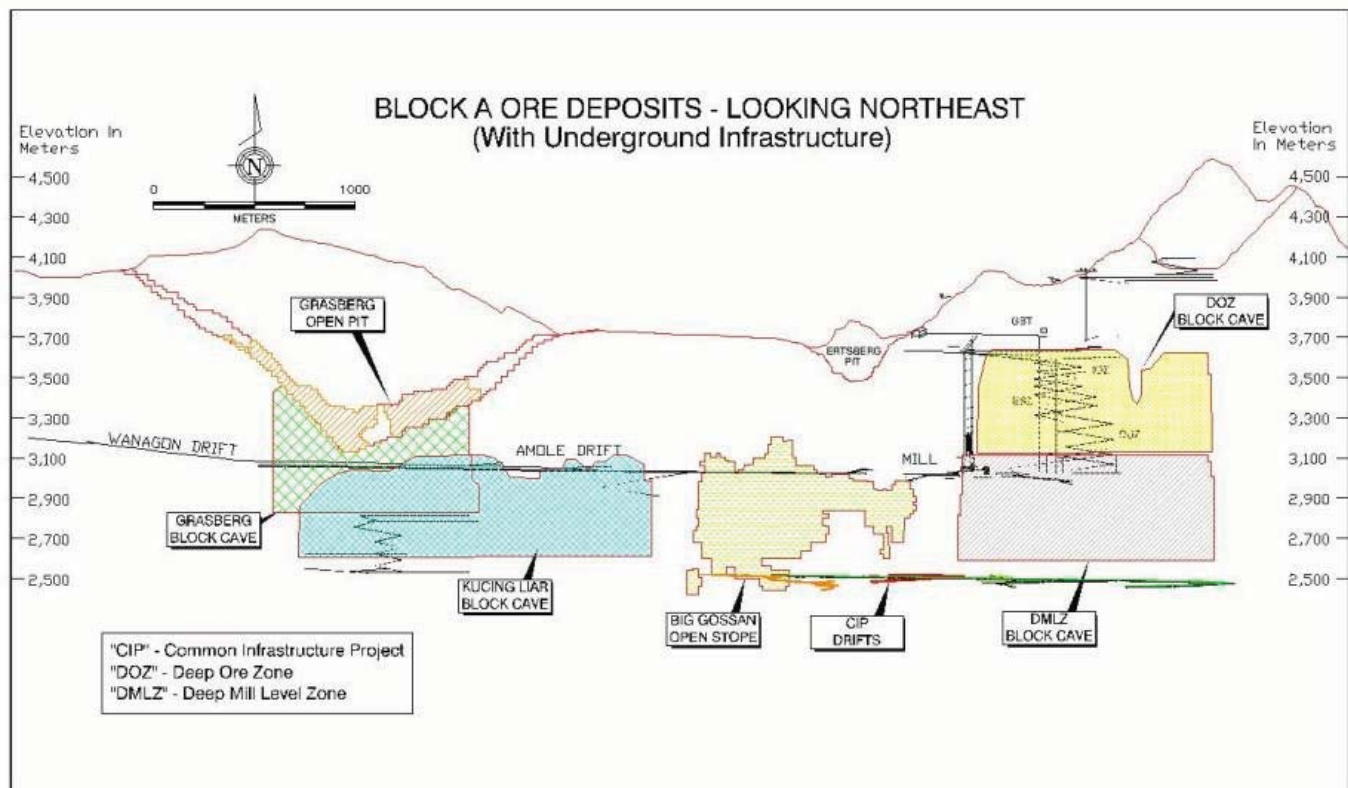 BLOCK A ORE DEPOSITS - LOOKING NORTHEAST
(With Underground Infrastructure)
Elevation In
Meters
4,500
4,300
4,100
3,900
3,700
3,500
3,300
3,100
2,900
2,700
2,500
N
0 1000
METERS
Elevation
In Meters
4,500
4,300
4,100
3,900
3,700
3,500
3,300
3,100
2,900
2,700
2,500
GRASBERG
OPEN PIT
ERTSBERG
PIT
GBT
DOZ
BLOCK CAVE
DOZ
WANAGON DRIFT
AMOLE DRIFT
MILL
GRASBERG
BLOCK CAVE
KUCING LIAR
BLOCK CAVE
BIG GOSSAN
OPEN STOPE
CIP
DRIFTS
DMLZ
BLOCK CAVE
"CIP" - Common Infrastructure Project
"DOZ" - Deep Ore Zone
"DMLZ" - Deep Mill Level Zone